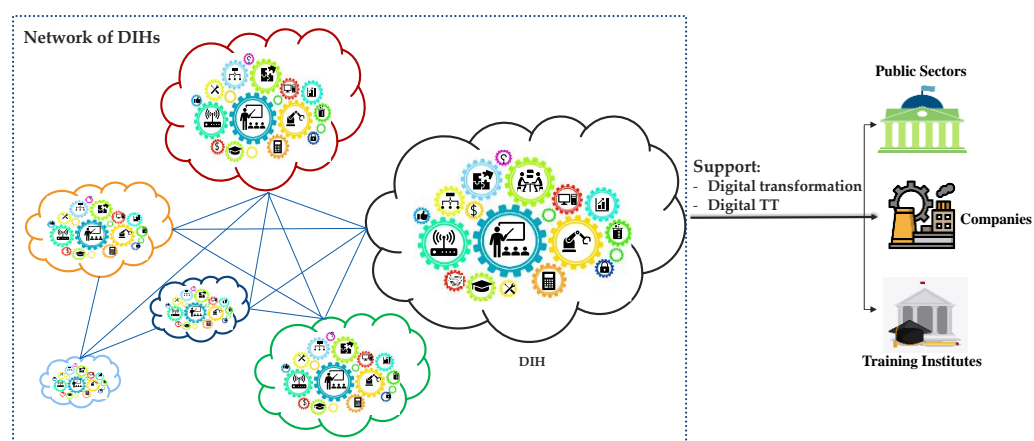 Network of DIHs
DIH
Support:
- Digital transformation
- Digital TT
Public Sectors
Companies
Training Institutes